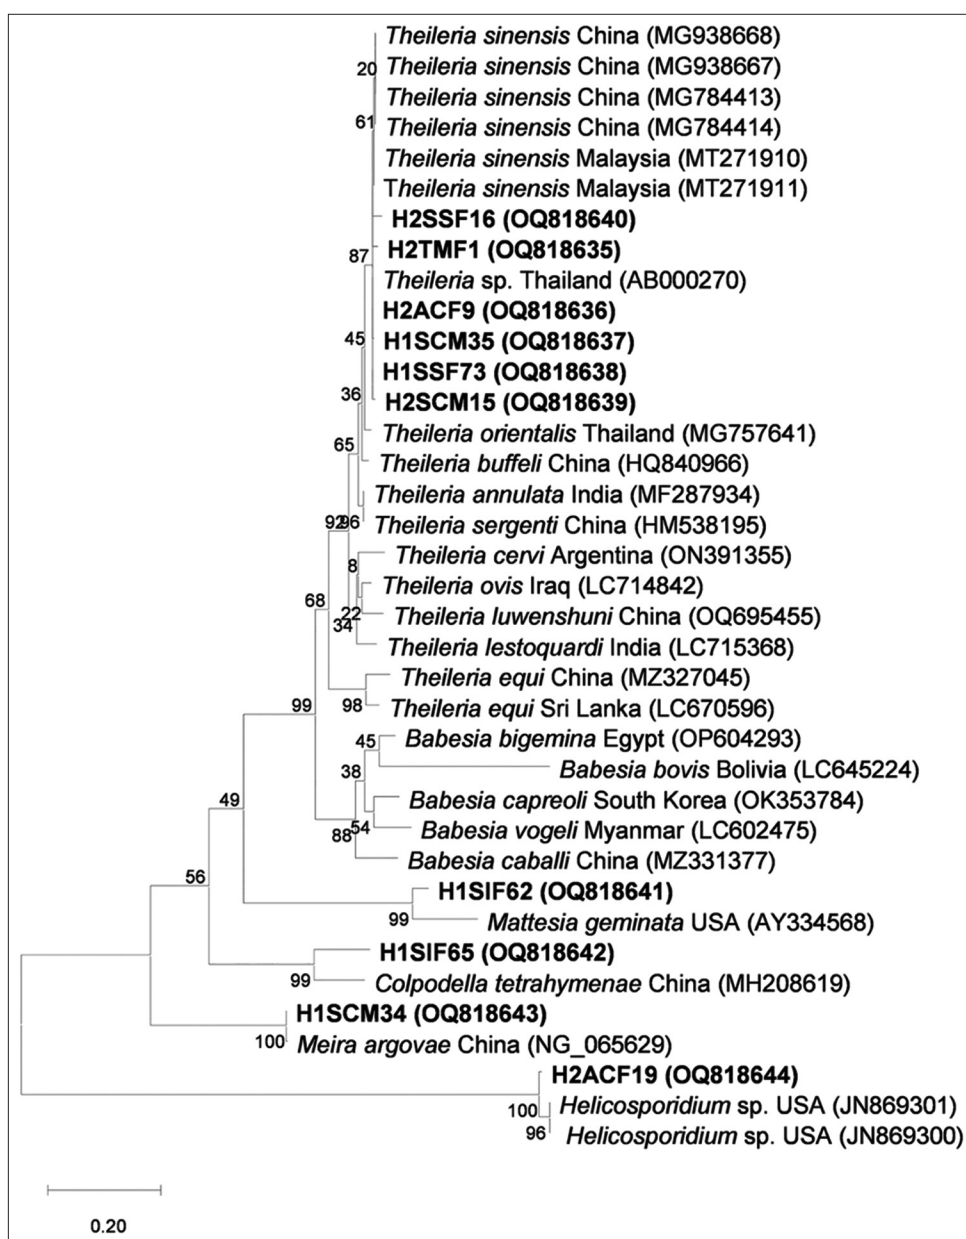 Theileria sinensis China (MG938668)
20
Theileria sinensis China (MG938667)
Theileria sinensis China (MG784413)
61
Theileria sinensis China (MG784414)
Theileria sinensis Malaysia (MT271910)
Theileria sinensis Malaysia (MT271911)
H2SSF16 (OQ818640)
87
H2TMF1 (OQ818635)
Theileria sp. Thailand (AB000270)
H2ACF9 (OQ818636)
45
H1SCM35 (OQ818637)
H1SSF73 (OQ818638)
36
H2SCM15 (OQ818639)
Theileria orientalis Thailand (MG757641)
65
Theileria buffeli China (HQ840966)
Theileria annulata India (MF287934)
92
96
Theileria sergenti China (HM538195)
Theileria cervi Argentina (ON391355)
8
Theileria ovis Iraq (LC714842)
68
22
Theileria luwenshuni China (OQ695455)
34
Theileria lestoquardi India (LC715368)
Theileria equi China (MZ327045)
99
98
Theileria equi Sri Lanka (LC670596)
45
Babesia bigemina Egypt (OP604293)
38
Babesia bovis Bolivia (LC645224)
49
Babesia capreoli South Korea (OK353784)
54
Babesia vogeli Myanmar (LC602475)
88
Babesia caballi China (MZ331377)
56
H1SIF62 (OQ818641)
99
Mattesia geminata USA (AY334568)
H1SIF65 (OQ818642)
99
Colpodella tetrahymenae China (MH208619)
H1SCM34 (OQ818643)
100
Meira argovae China (NG_065629)
H2ACF19 (OQ818644)
100
Helicosporidium sp. USA (JN869301)
96
Helicosporidium sp. USA (JN869300)
0.20